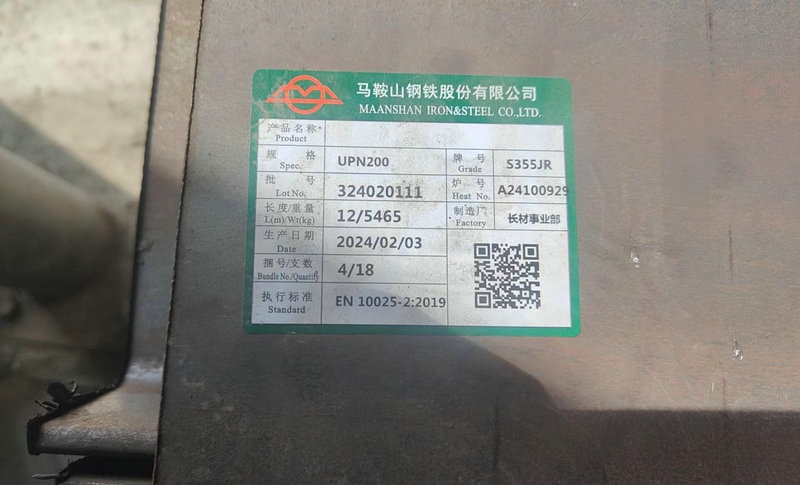 马鞍山钢铁股份有限公司
MAANSHAN IRON&STEEL CO.,LTD.
产品名称
Product
规 格
Spec.
UPN200
牌 号
Grade
S355JR
批 号
Lot No.
324020111
炉 号
Heat No.
A24100929
长度/重量
L(m)/Wt(kg)
12/5465
制造厂
Factory
长材事业部
生产日期
Date
2024/02/03
捆号/支数
Bundle No./Quantity
4/18
执行标准
Standard
EN 10025-2:2019